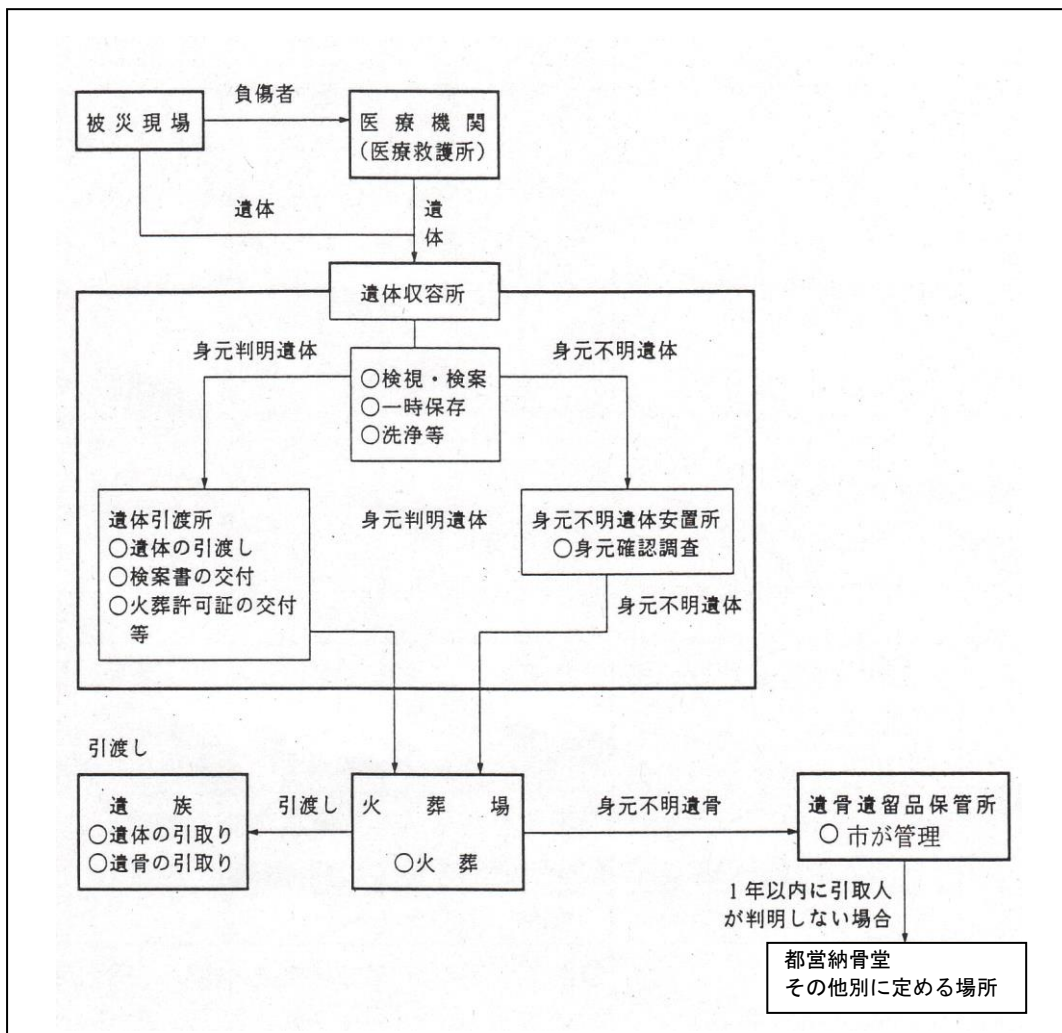 負傷者
被災現場
医療機関
（医療救護所）
遺体
遺
体
遺体収容所
身元判明遺体
身元不明遺体
○検視・検案
○一時保存
○洗浄等
遺体引渡所
○遺体の引渡し
○検案書の交付
○火葬許可証の交付
等
身元判明遺体
身元不明遺体安置所
○身元確認調査
身元不明遺体
引渡し
遺族
○遺体の引取り
○遺骨の引取り
引渡し
火葬場
○火葬
身元不明遺骨
遺骨遺留品保管所
○ 市が管理
1年以内に引取人
が判明しない場合
都営納骨堂
その他別に定める場所